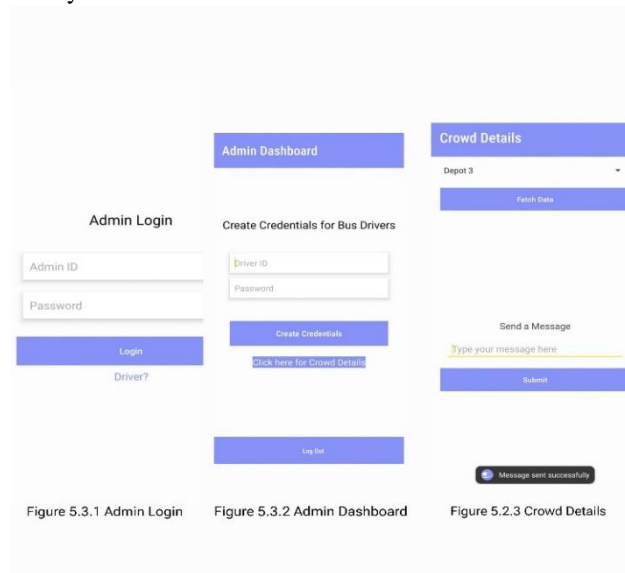 Admin Login
Admin ID
Password
Login
Driver?
Figure 5.3.1 Admin Login
Admin Dashboard
Create Credentials for Bus Drivers
Driver ID
Password
Create Credentials
Click here for Crowd Details
Log Out
Figure 5.3.2 Admin Dashboard
Crowd Details
Depot 3
Fetch Data
Send a Message
Type your message here
Submit
Message sent successfully
Figure 5.2.3 Crowd Details